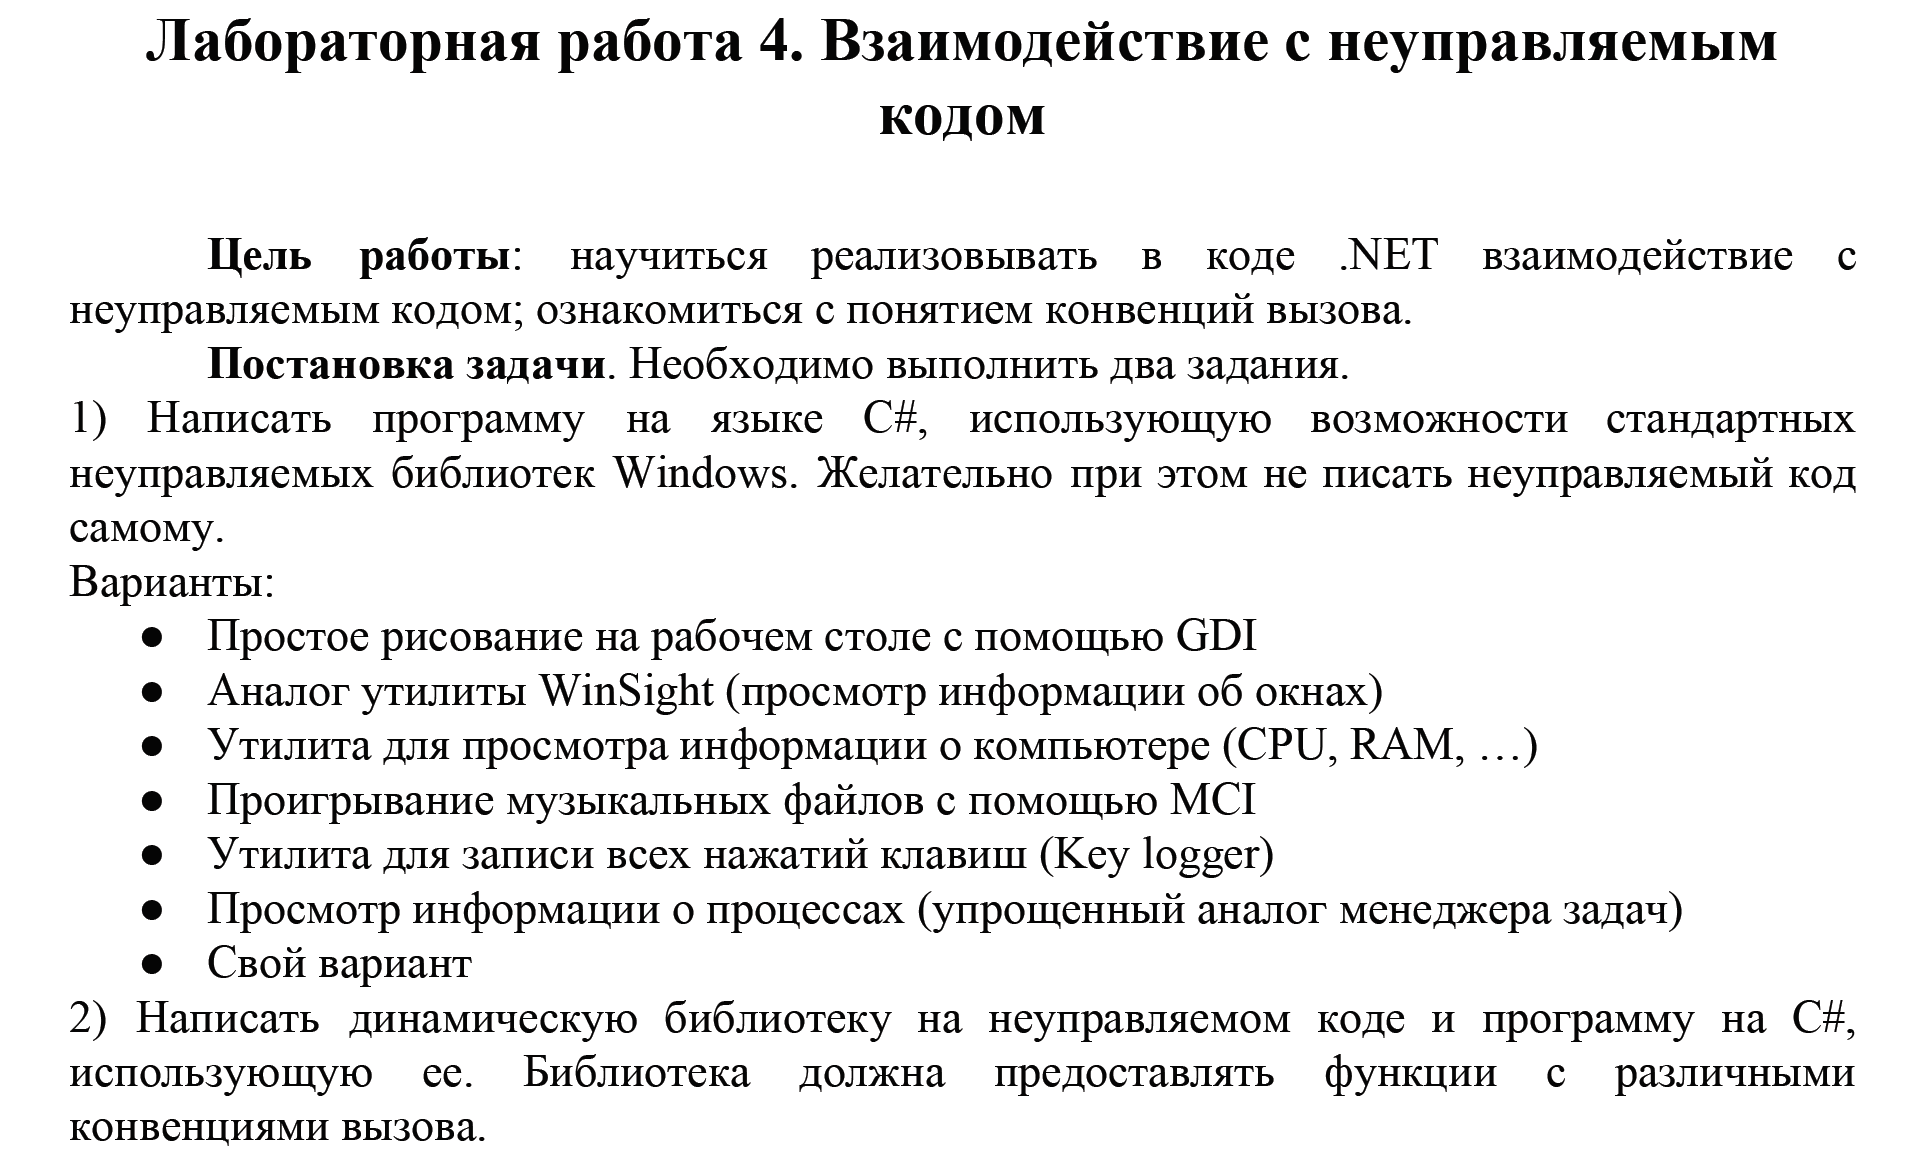 Лабораторная работа 4. Взаимодействие с неуправляемым
кодом
Цель работы: научиться реализовывать в коде .NET взаимодействие с
неуправляемым кодом; ознакомиться с понятием конвенций вызова.
Постановка задачи. Необходимо выполнить два задания.
1) Написать программу на языке C#, использующую возможности стандартных
неуправляемых библиотек Windows. Желательно при этом не писать неуправляемый код
самому.
Варианты:
● Простое рисование на рабочем столе с помощью GDI
● Аналог утилиты WinSight (просмотр информации об окнах)
● Утилита для просмотра информации о компьютере (CPU, RAM, …)
● Проигрывание музыкальных файлов с помощью MCI
● Утилита для записи всех нажатий клавиш (Key logger)
● Просмотр информации о процессах (упрощенный аналог менеджера задач)
● Свой вариант
2) Написать динамическую библиотеку на неуправляемом коде и программу на C#,
использующую ее. Библиотека должна предоставлять функции с различными
конвенциями вызова.